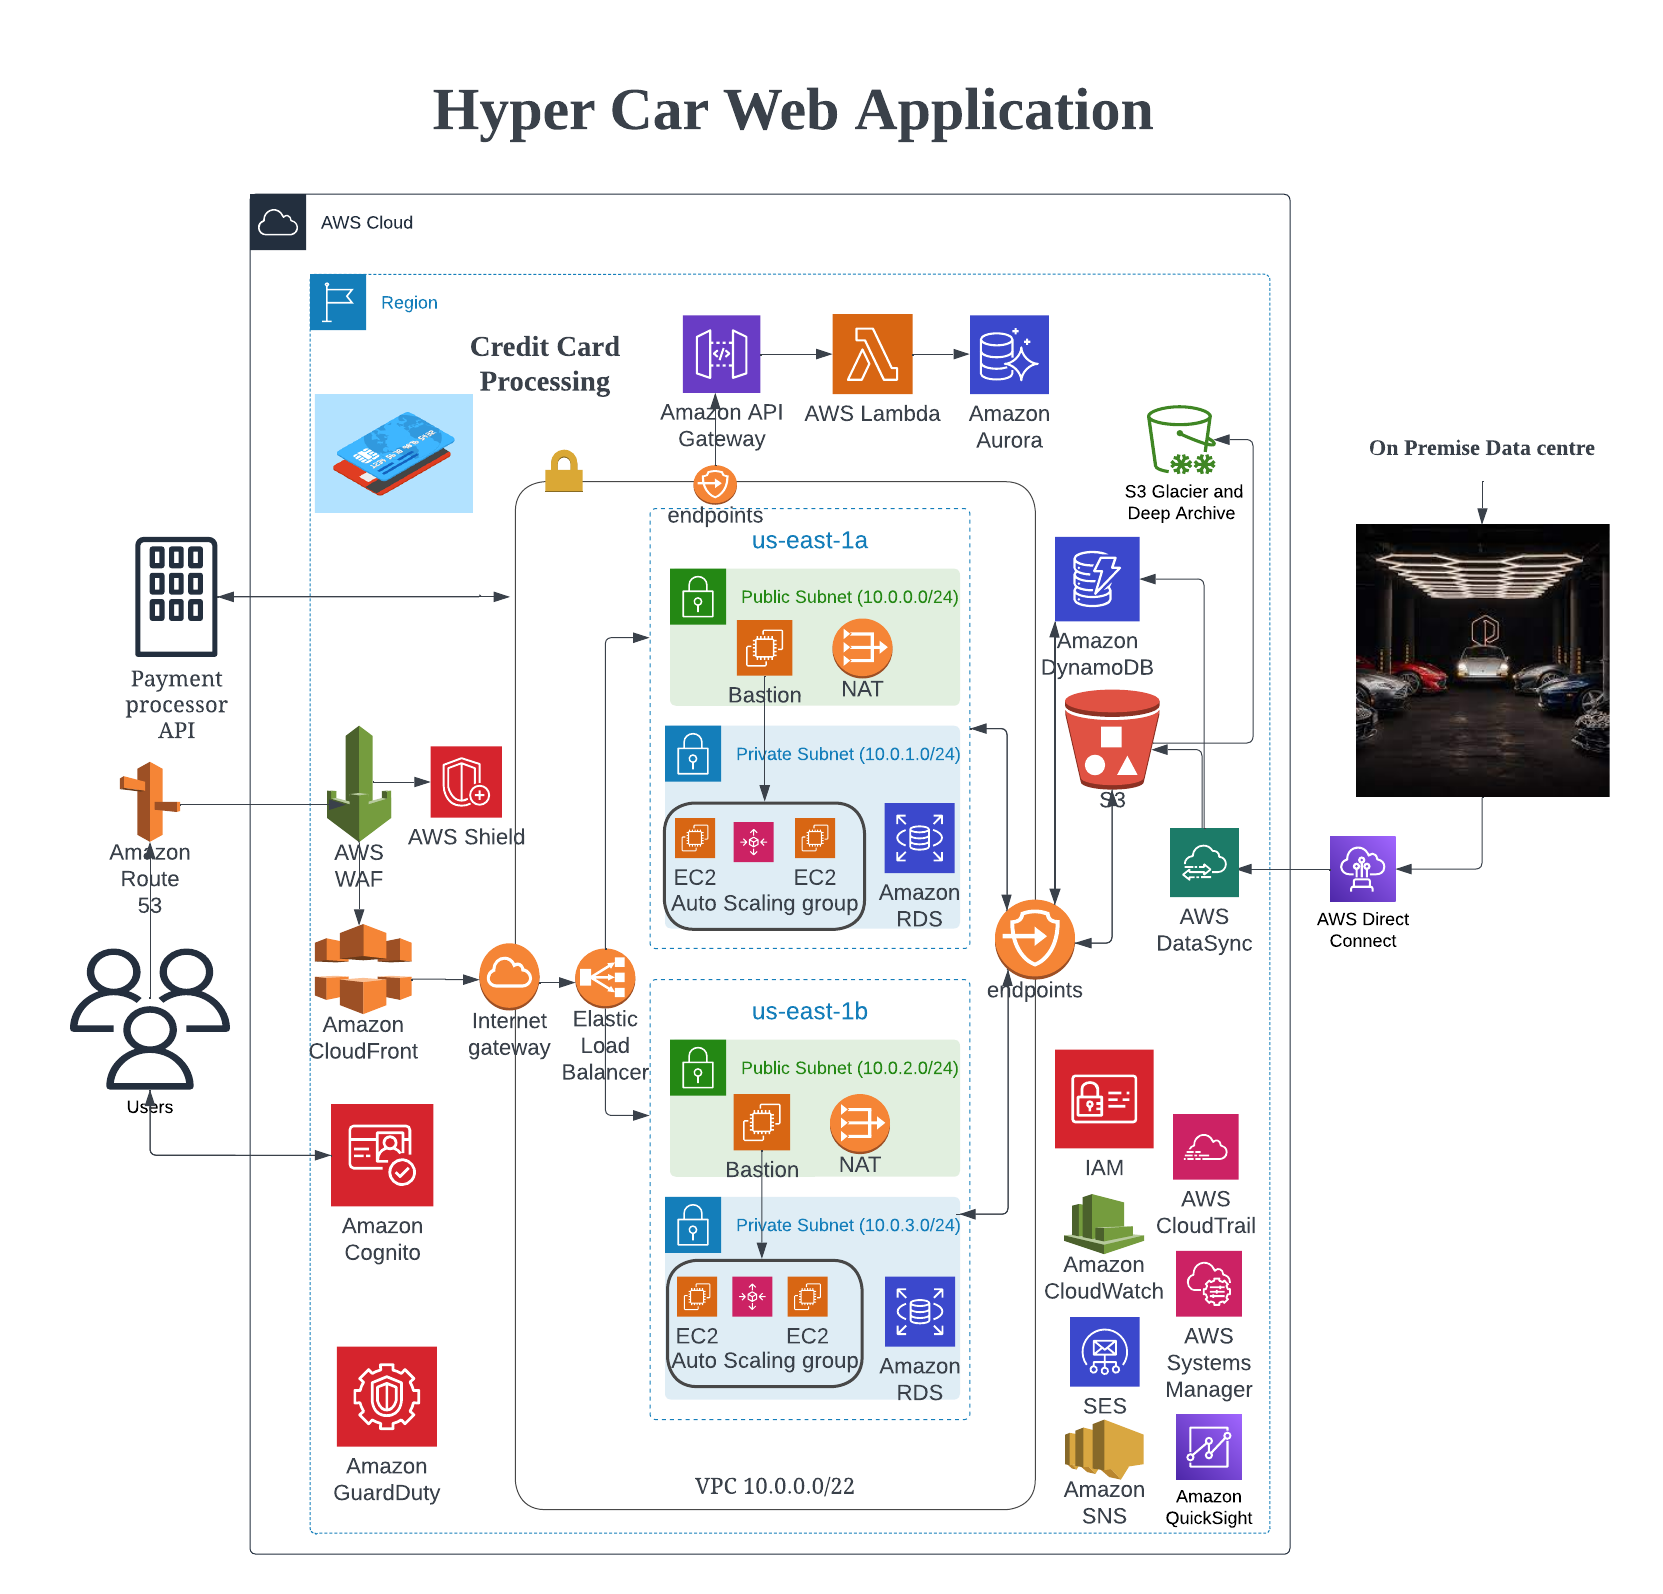 Hyper Car Web Application
AWS Cloud
Region
Credit Card
Processing
Amazon API
Gateway
AWS Lambda
Amazon
Aurora
S3 Glacier and
Deep Archive
On Premise Data centre
endpoints
us-east-1a
Public Subnet (10.0.0.0/24)
Bastion
NAT
Private Subnet (10.0.1.0/24)
EC2
EC2
Auto Scaling group
Amazon
RDS
Payment
processor
API
Amazon
DynamoDB
S3
AWS Shield
AWS
WAF
Amazon
Route
53
AWS
DataSync
AWS Direct
Connect
endpoints
Amazon
CloudFront
Internet
gateway
Elastic
Load
Balancer
us-east-1b
Public Subnet (10.0.2.0/24)
Bastion
NAT
Private Subnet (10.0.3.0/24)
EC2
EC2
Auto Scaling group
Amazon
RDS
Users
Amazon
Cognito
Amazon
GuardDuty
IAM
AWS
CloudTrail
Amazon
CloudWatch
AWS
Systems
Manager
SES
Amazon
SNS
Amazon
QuickSight
VPC 10.0.0.0/22